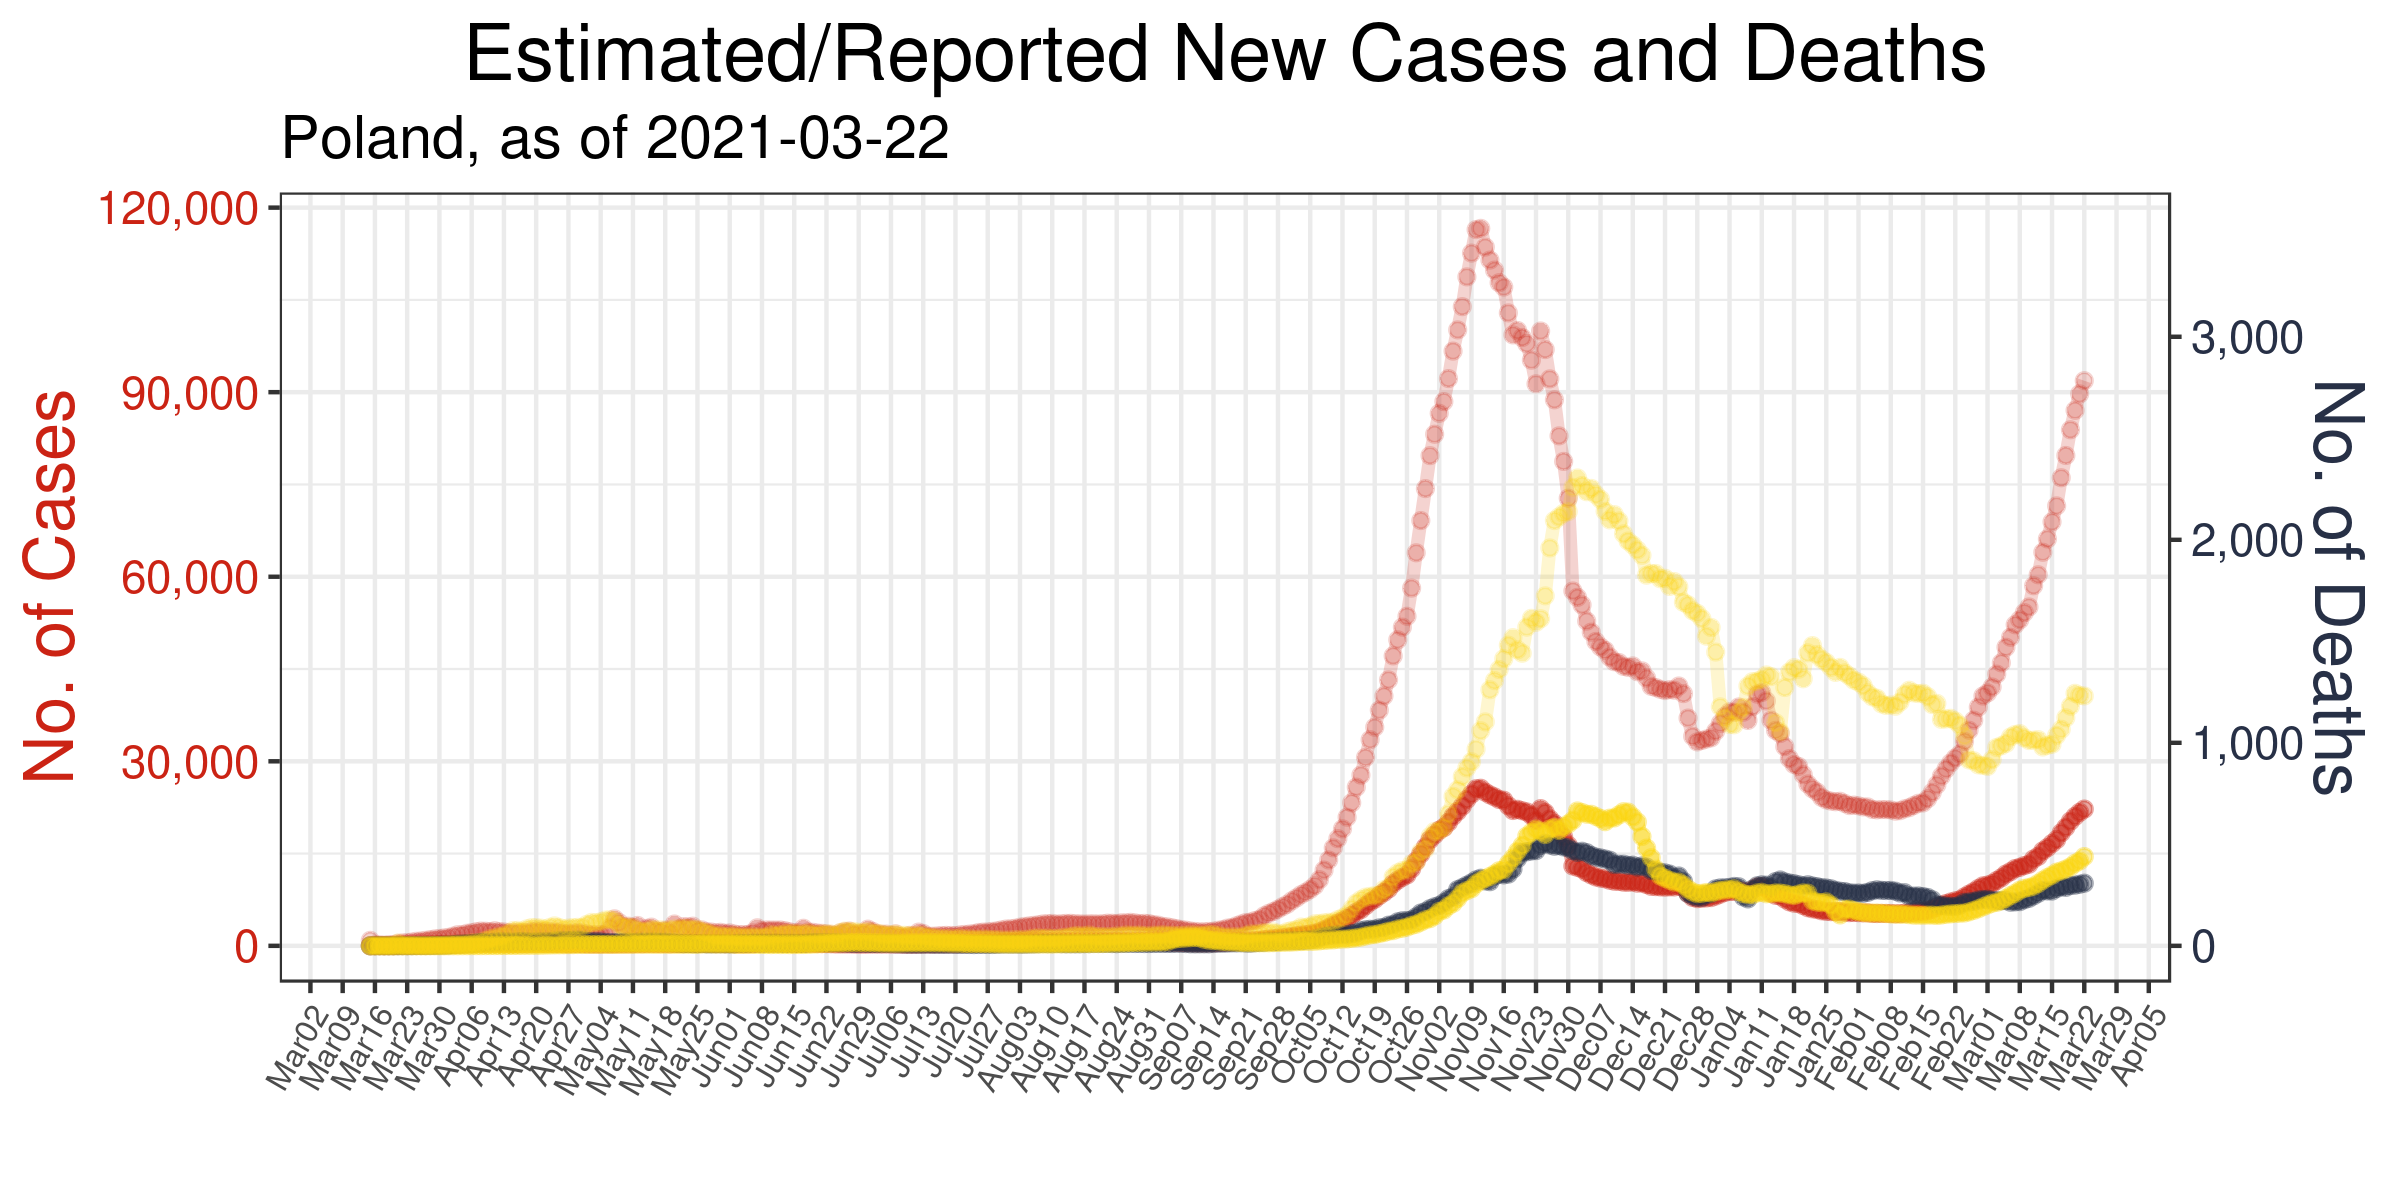 Estimated/Reported New Cases and Deaths
Poland, as of 2021-03-22
No. of Cases
120,000
90,000
60,000
30,000
0
3,000
2,000
1,000
0
No. of Deaths
Mar02
Mar09
Mar16
Mar23
Mar30
Apr06
Apr13
Apr20
Apr27
May04
May11
May18
May25
Jun01
Jun08
Jun15
Jun22
Jun29
Jul06
Jul13
Jul20
Jul27
Aug03
Aug10
Aug17
Aug24
Aug31
Sep07
Sep14
Sep21
Sep28
Oct05
Oct12
Oct19
Oct26
Nov02
Nov09
Nov16
Nov23
Nov30
Dec07
Dec14
Dec21
Dec28
Jan04
Jan11
Jan18
Jan25
Feb01
Feb08
Feb15
Feb22
Mar01
Mar08
Mar15
Mar22
Mar29
Apr05